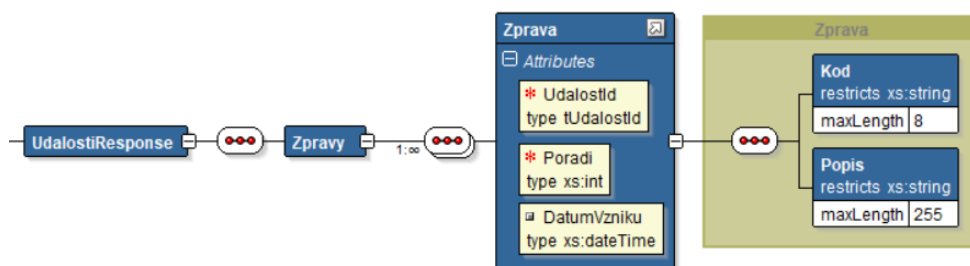 UdalostiResponse
Zpravy
1:∞
Zprava
Attributes
* UdalostId
type tUdalostId
* Poradi
type xs:int
DatumVzniku
type xs:dateTime
Zprava
Kod
restricts xs:string
maxLength 8
Popis
restricts xs:string
maxLength 255